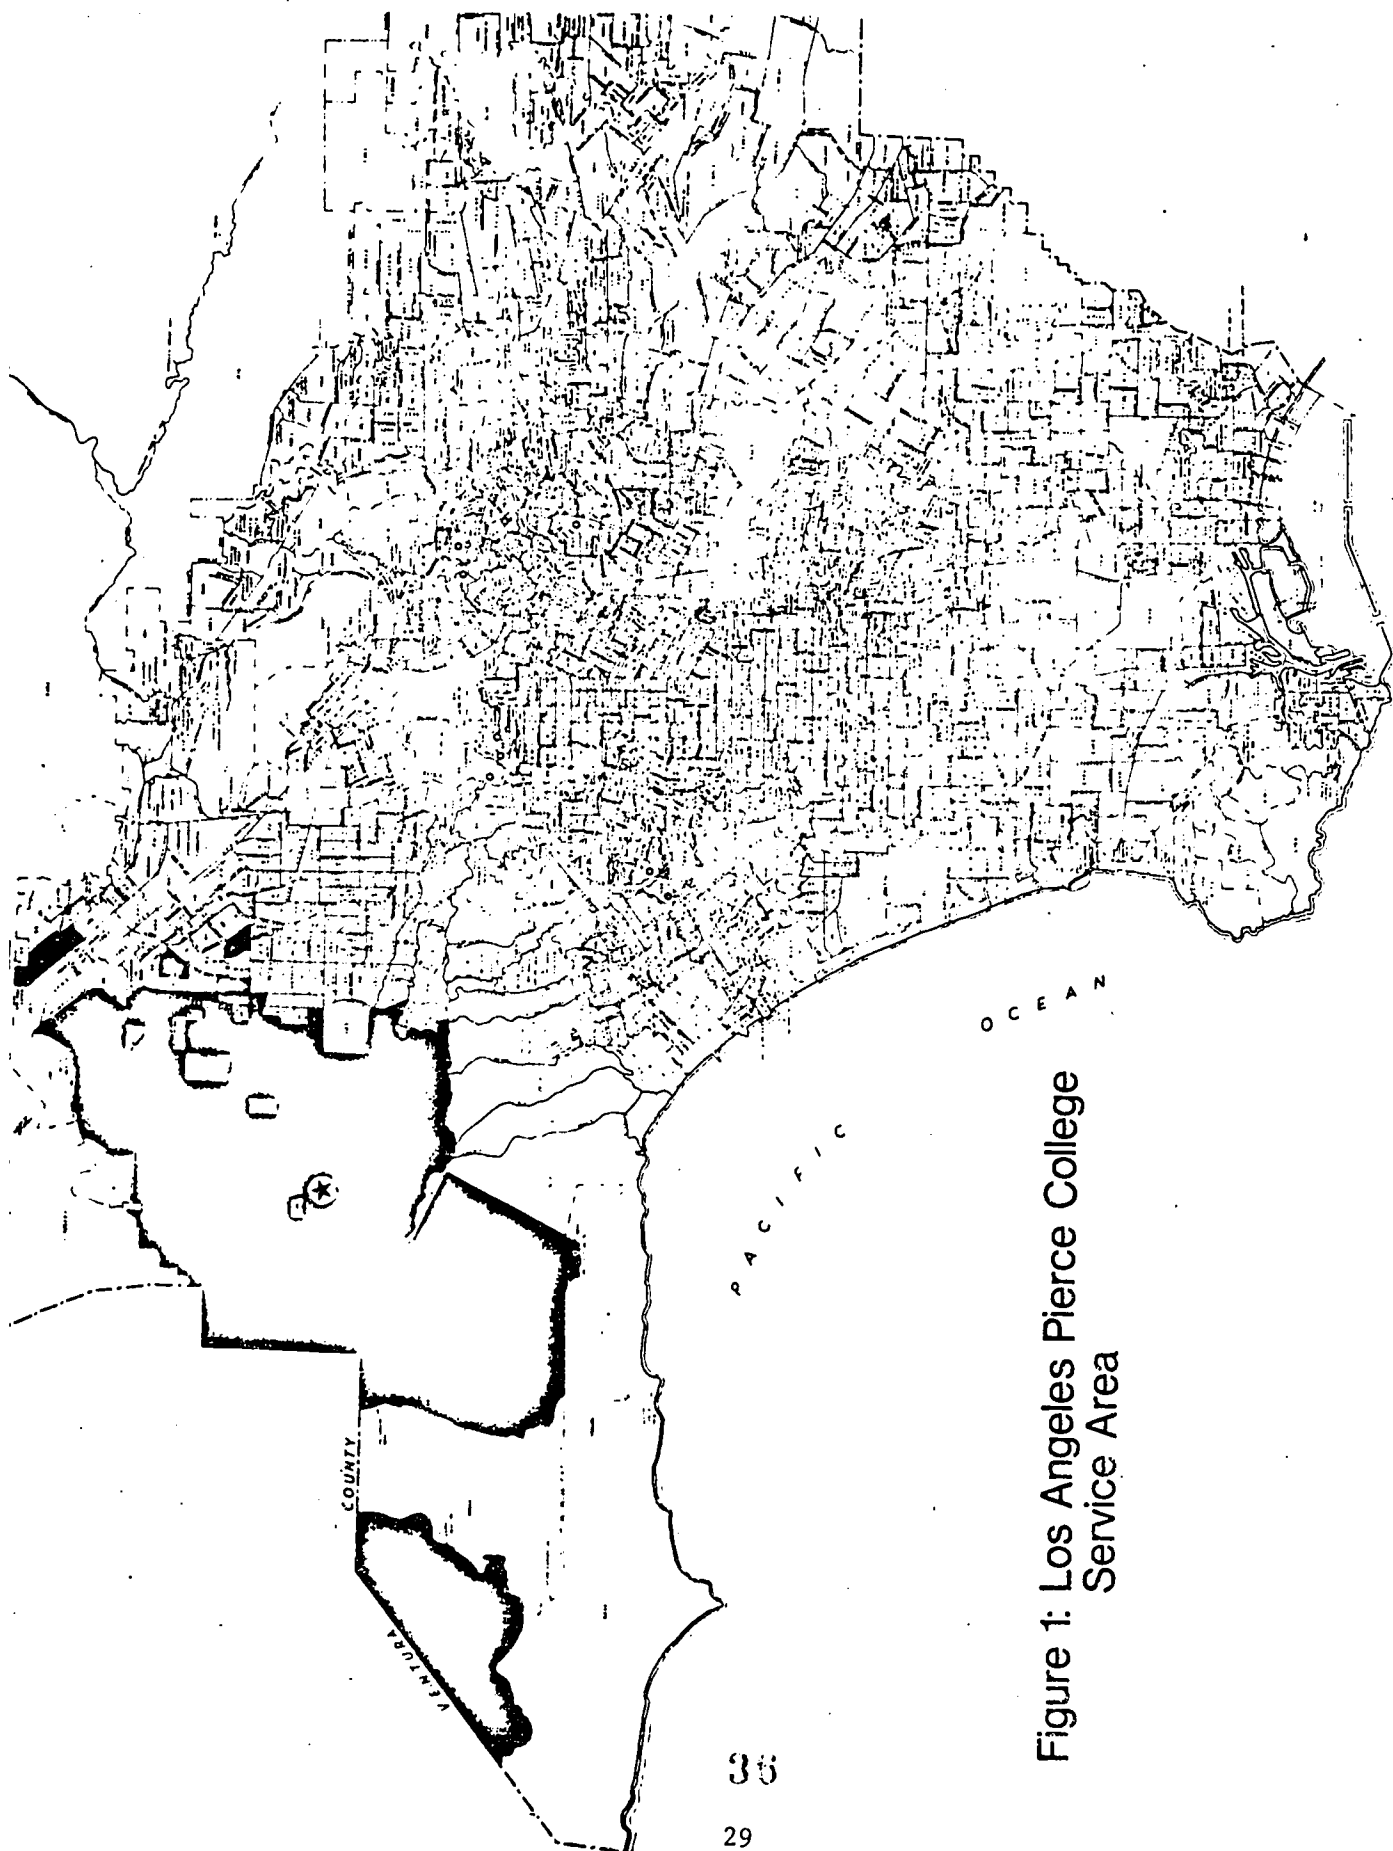 COUNTY
VENTURA
PACIFIC
OCEAN
Figure 1: Los Angeles Pierce College
Service Area
36
29